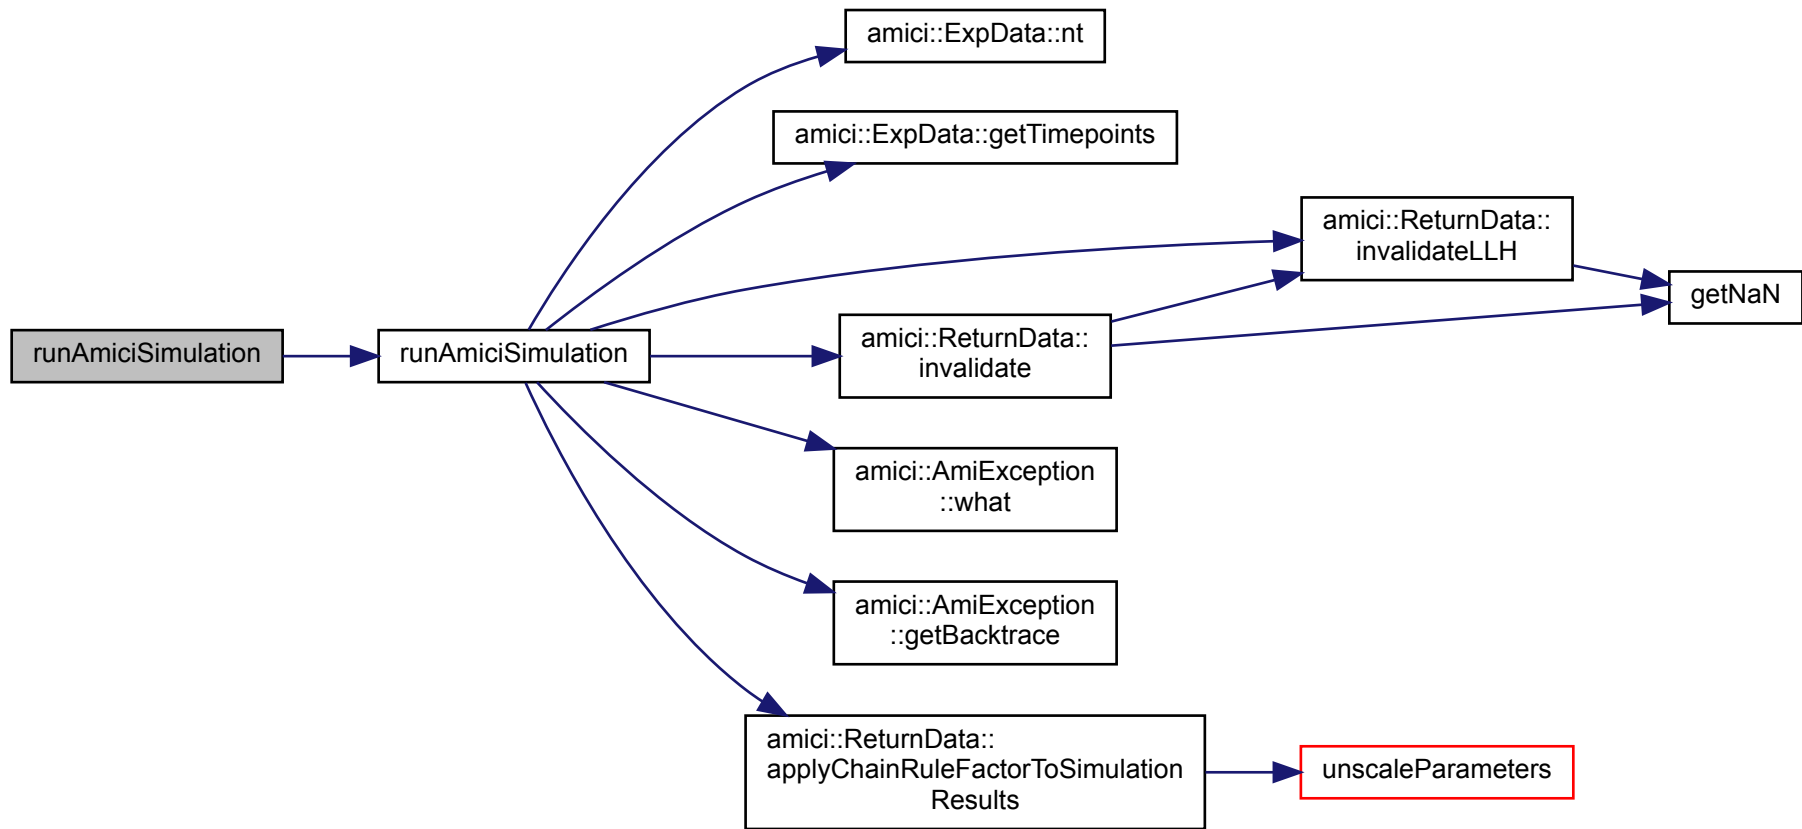 runAmiciSimulation
runAmiciSimulation
amici::ExpData::nt
amici::ExpData::getTimepoints
amici::ReturnData::
invalidateLLH
getNaN
amici::ReturnData::
invalidate
amici::AmiException
::what
amici::AmiException
::getBacktrace
amici::ReturnData::
applyChainRuleFactorToSimulation
Results
unscaleParameters